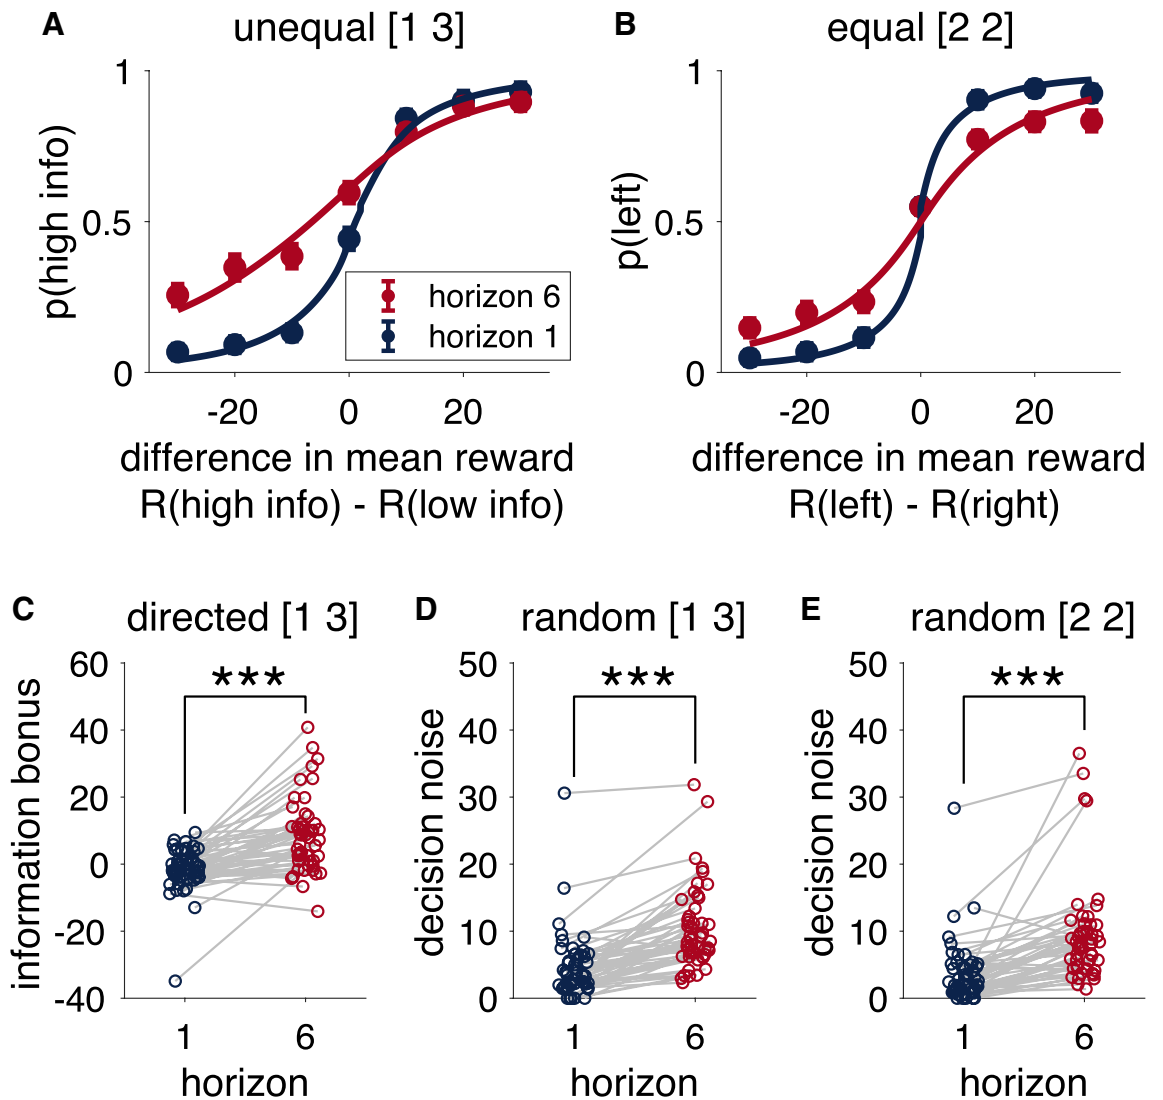 A unequal [1 3]
1
0.5
0
p(high info)
-20 0 20
difference in mean reward
R(high info) - R(low info)
horizon 6
horizon 1
B equal [2 2]
1
0.5
0
p(left)
-20 0 20
difference in mean reward
R(left) - R(right)
C directed [1 3]
60
40
20
0
-20
-40
information bonus
***
1 6
horizon
D random [1 3]
50
40
30
20
10
0
decision noise
***
1 6
horizon
E random [2 2]
50
40
30
20
10
0
decision noise
***
1 6
horizon